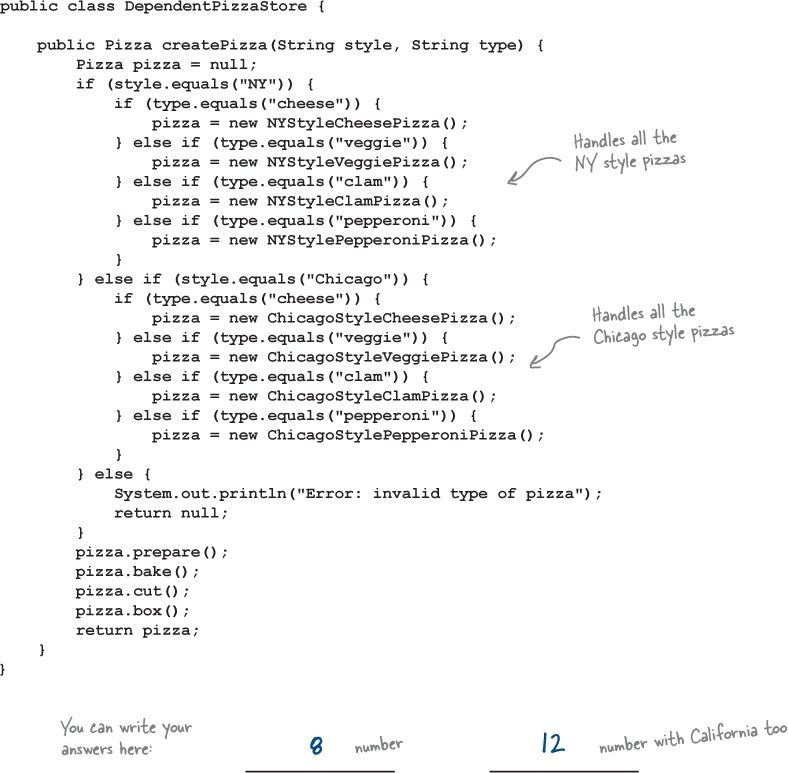 public class DependentPizzaStore {
public Pizza createPizza(String style, String type) {
Pizza pizza = null;
if (style.equals("NY")) {
if (type.equals("cheese")) {
pizza = new NYStyleCheesePizza();
} else if (type.equals("veggie")) {
pizza = new NYStyleVeggiePizza();
} else if (type.equals("clam")) {
pizza = new NYStyleClamPizza();
} else if (type.equals("pepperoni")) {
pizza = new NYStylePepperoniPizza();
}
Handles all the
NY style pizzas
} else if (style.equals("Chicago")) {
if (type.equals("cheese")) {
pizza = new ChicagoStyleCheesePizza();
} else if (type.equals("veggie")) {
pizza = new ChicagoStyleVeggiePizza();
} else if (type.equals("clam")) {
pizza = new ChicagoStyleClamPizza();
} else if (type.equals("pepperoni")) {
pizza = new ChicagoStylePepperoniPizza();
}
Handles all the
Chicago style pizzas
} else {
System.out.println("Error: invalid type of pizza");
return null;
}
pizza.prepare();
pizza.bake();
pizza.cut();
pizza.box();
return pizza;
}
}
You can write your
answers here:
8 number
12 number with California too